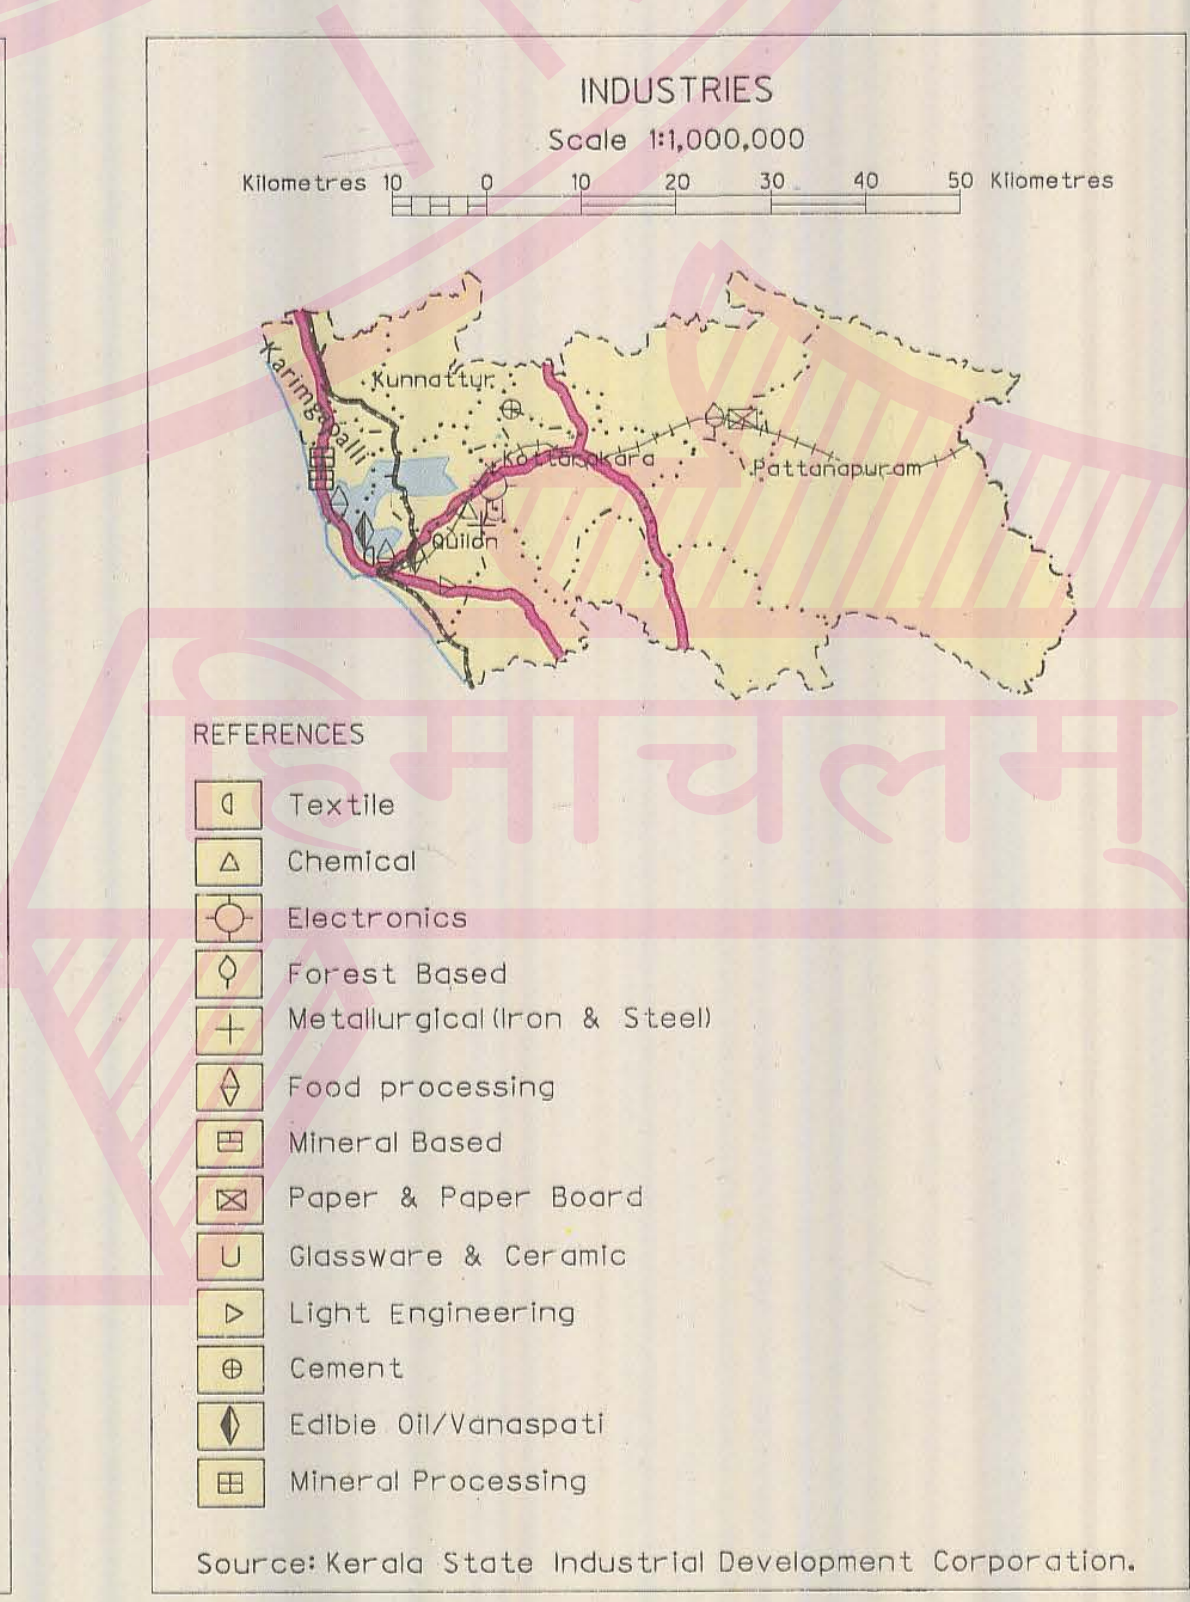 INDUSTRIES
Scale 1:1,000,000
Kilometres 10 0 10 20 30 40 50 Kilometres
Karimgapalli
Kunnattur
Kottarakara
Pattanapuram
Quilon
REFERENCES
हिमाचलम्
Textile
Chemical
Electronics
Forest Based
Metallurgical (Iron & Steel)
Food processing
Mineral Based
Paper & Paper Board
Glassware & Ceramic
Light Engineering
Cement
Edible Oil/Vanaspati
Mineral Processing
Source: Kerala State Industrial Development Corporation.